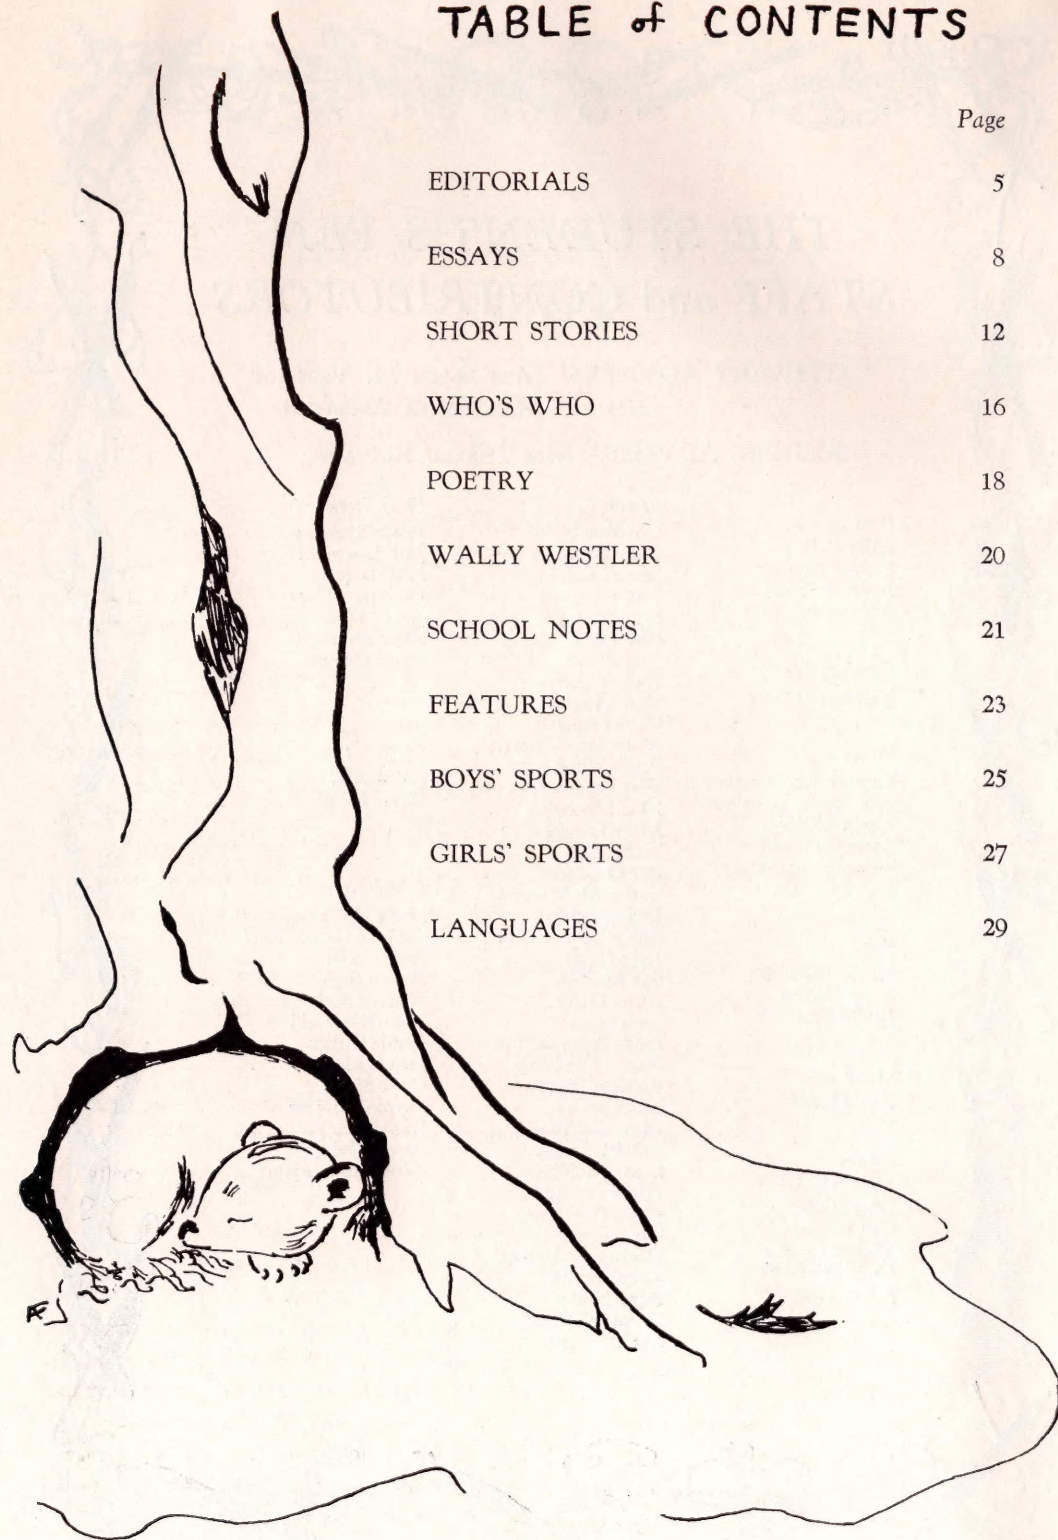 TABLE of CONTENTS
Page
EDITORIALS 5
ESSAYS 8
SHORT STORIES 12
WHO'S WHO 16
POETRY 18
WALLY WESTLER 20
SCHOOL NOTES 21
FEATURES 23
BOYS' SPORTS 25
GIRLS' SPORTS 27
LANGUAGES 29